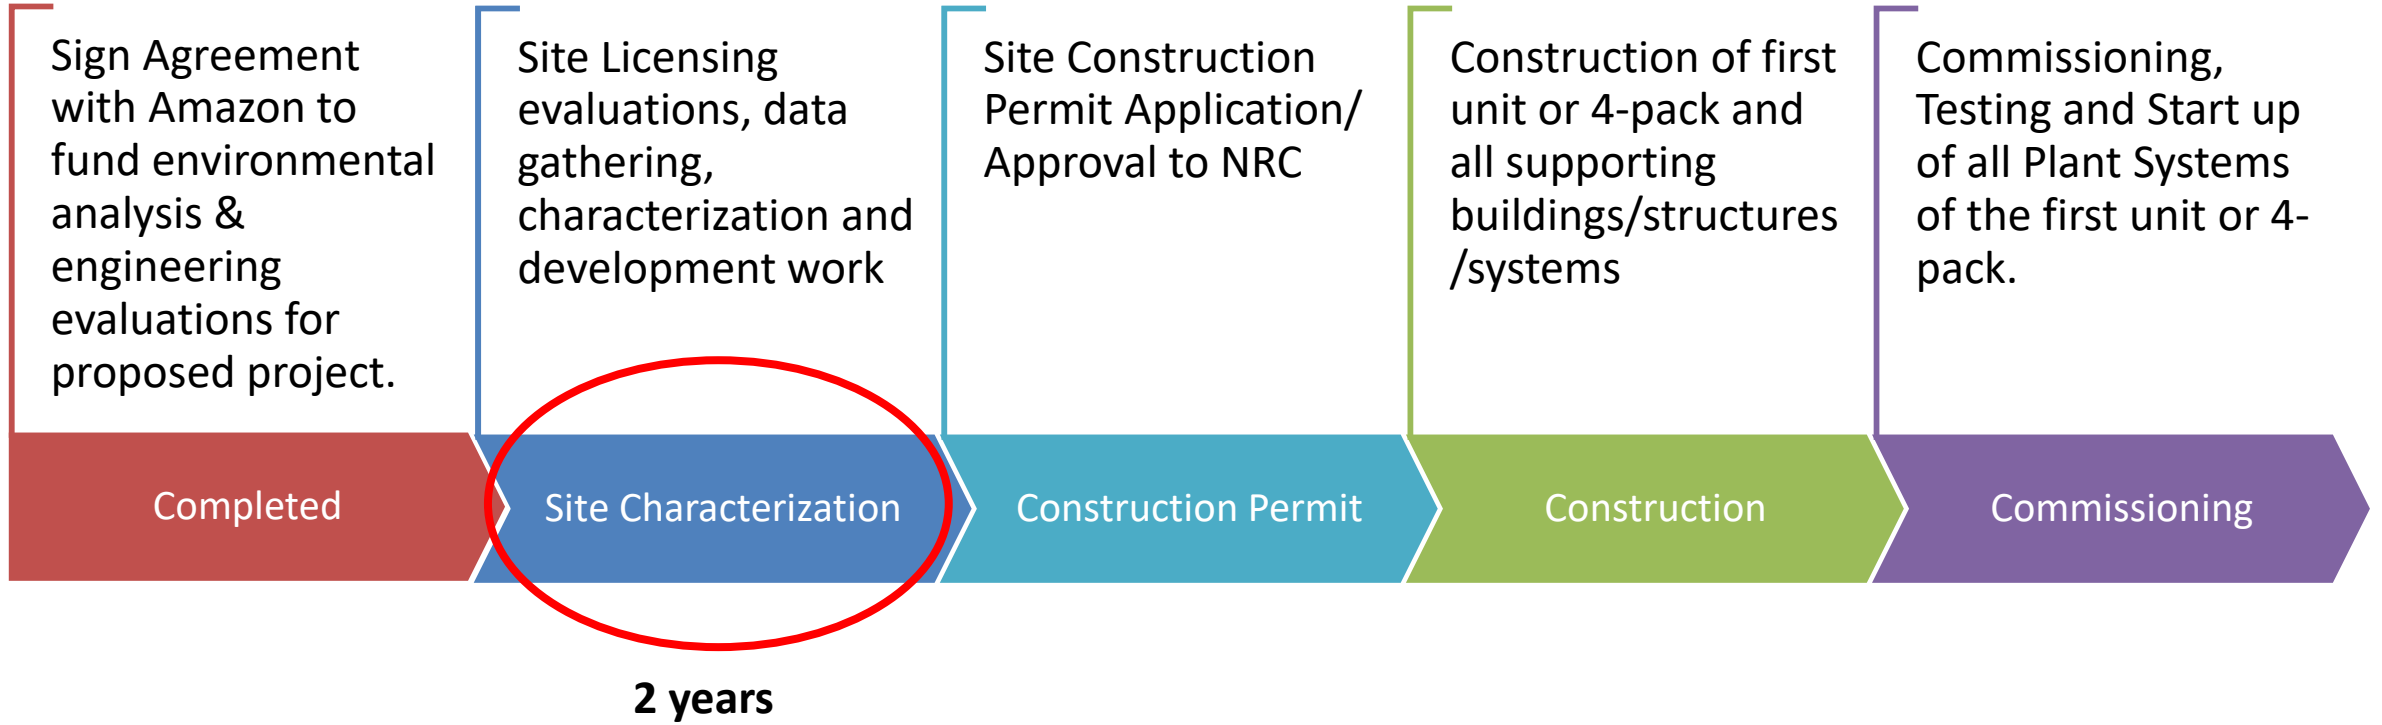 Sign Agreement
with Amazon to
fund environmental
analysis &
engineering
evaluations for
proposed project.
Site Licensing
evaluations, data
gathering,
characterization and
development work
Site Construction
Permit Application/
Approval to NRC
Construction of first
unit or 4-pack and
all supporting
buildings/structures
/systems
Commissioning,
Testing and Start up
of all Plant Systems
of the first unit or 4-
pack.
Completed
Site Characterization
Construction Permit
Construction
Commissioning
2 years